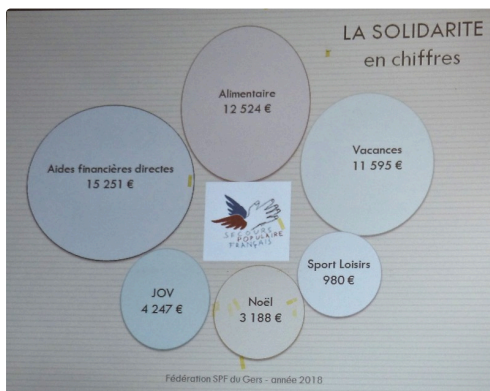 LA SOLIDARITE
en chiffres
Alimentaire
12 524 €
Aides financières directes
15 251 €
Vacances
11 595 €
SECOURS
POPULAIRE
FRANÇAIS
Sport Loisirs
980 €
JOV
4 247 €
Noël
3 188 €
Fédération SPF du Gers - année 2018